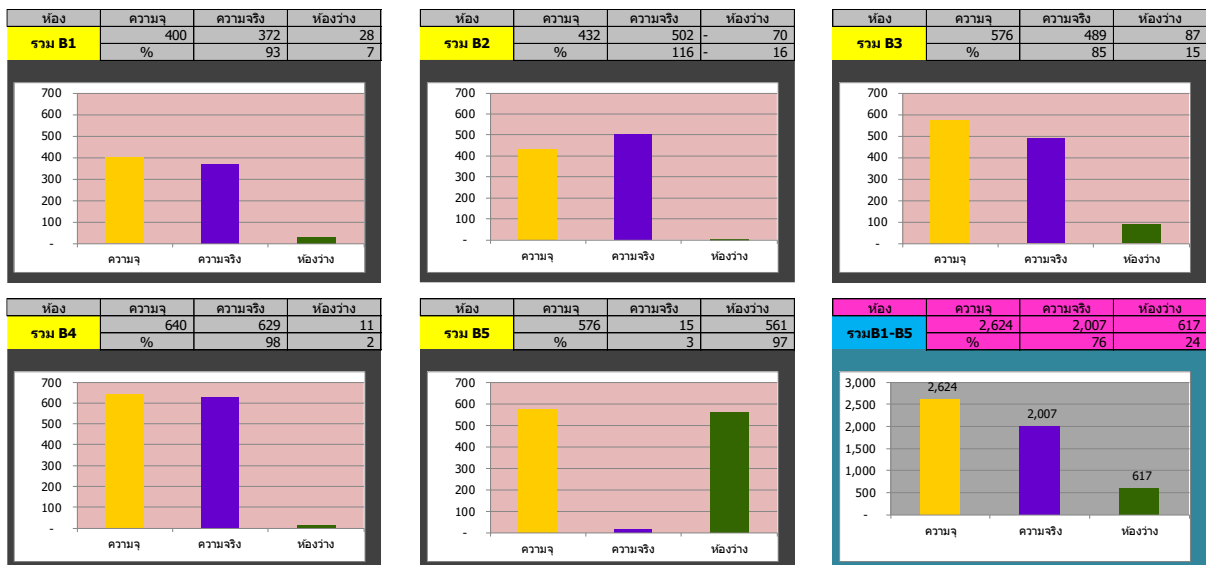 ห้อง ความจุ ความจริง ห้องว่าง
รวม B1 400 372 28
% 93 7
700
600
500
400
300
200
100
-
ความจุ ความจริง ห้องว่าง
ห้อง ความจุ ความจริง ห้องว่าง
รวม B2 432 502 - 70
% 116 - 16
700
600
500
400
300
200
100
-
ความจุ ความจริง ห้องว่าง
ห้อง ความจุ ความจริง ห้องว่าง
รวม B3 576 489 87
% 85 15
700
600
500
400
300
200
100
-
ความจุ ความจริง ห้องว่าง
ห้อง ความจุ ความจริง ห้องว่าง
รวม B4 640 629 11
% 98 2
700
600
500
400
300
200
100
-
ความจุ ความจริง ห้องว่าง
ห้อง ความจุ ความจริง ห้องว่าง
รวม B5 576 15 561
% 3 97
700
600
500
400
300
200
100
-
ความจุ ความจริง ห้องว่าง
ห้อง ความจุ ความจริง ห้องว่าง
รวมB1-B5 2,624 2,007 617
% 76 24
3,000
2,500
2,000
1,500
1,000
500
-
2,624
2,007
617
ความจุ ความจริง ห้องว่าง